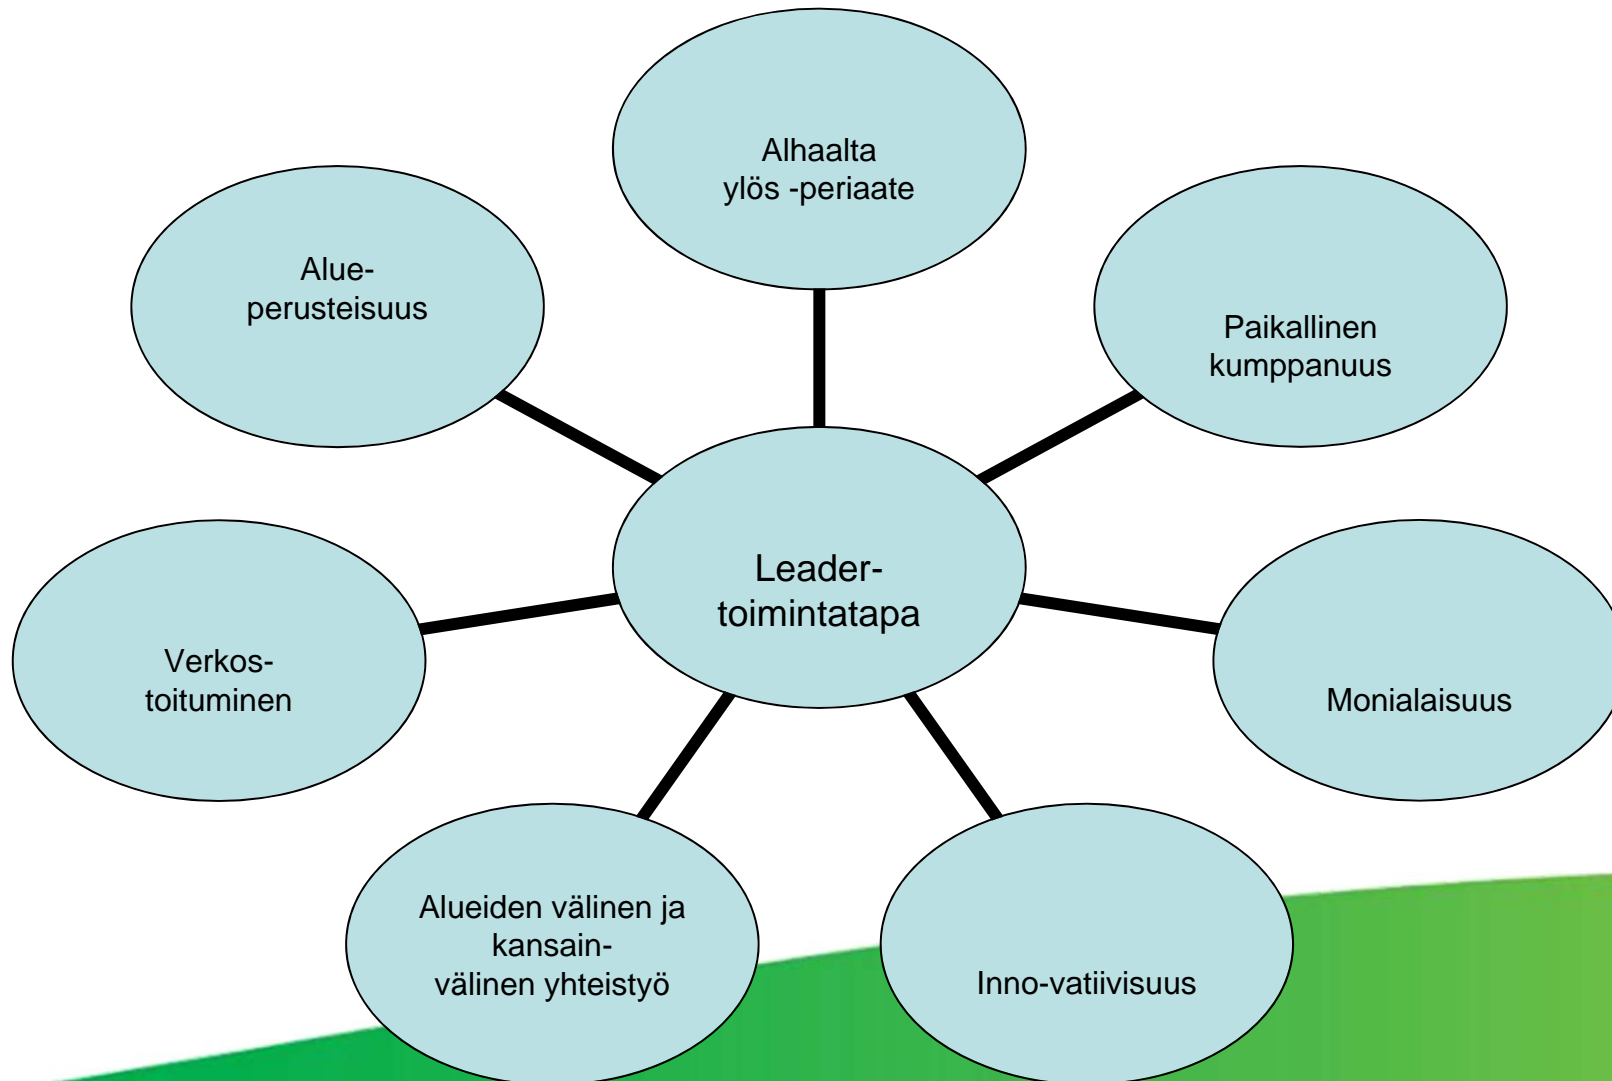 Alhaalta
ylös -periaate
Alue-
perusteisuus
Paikallinen
kumppanuus
Leader-
toimintatapa
Verkos-
toituminen
Monialaisuus
Alueiden välinen ja
kansain-
välinen yhteistyö
Inno-vatiivisuus